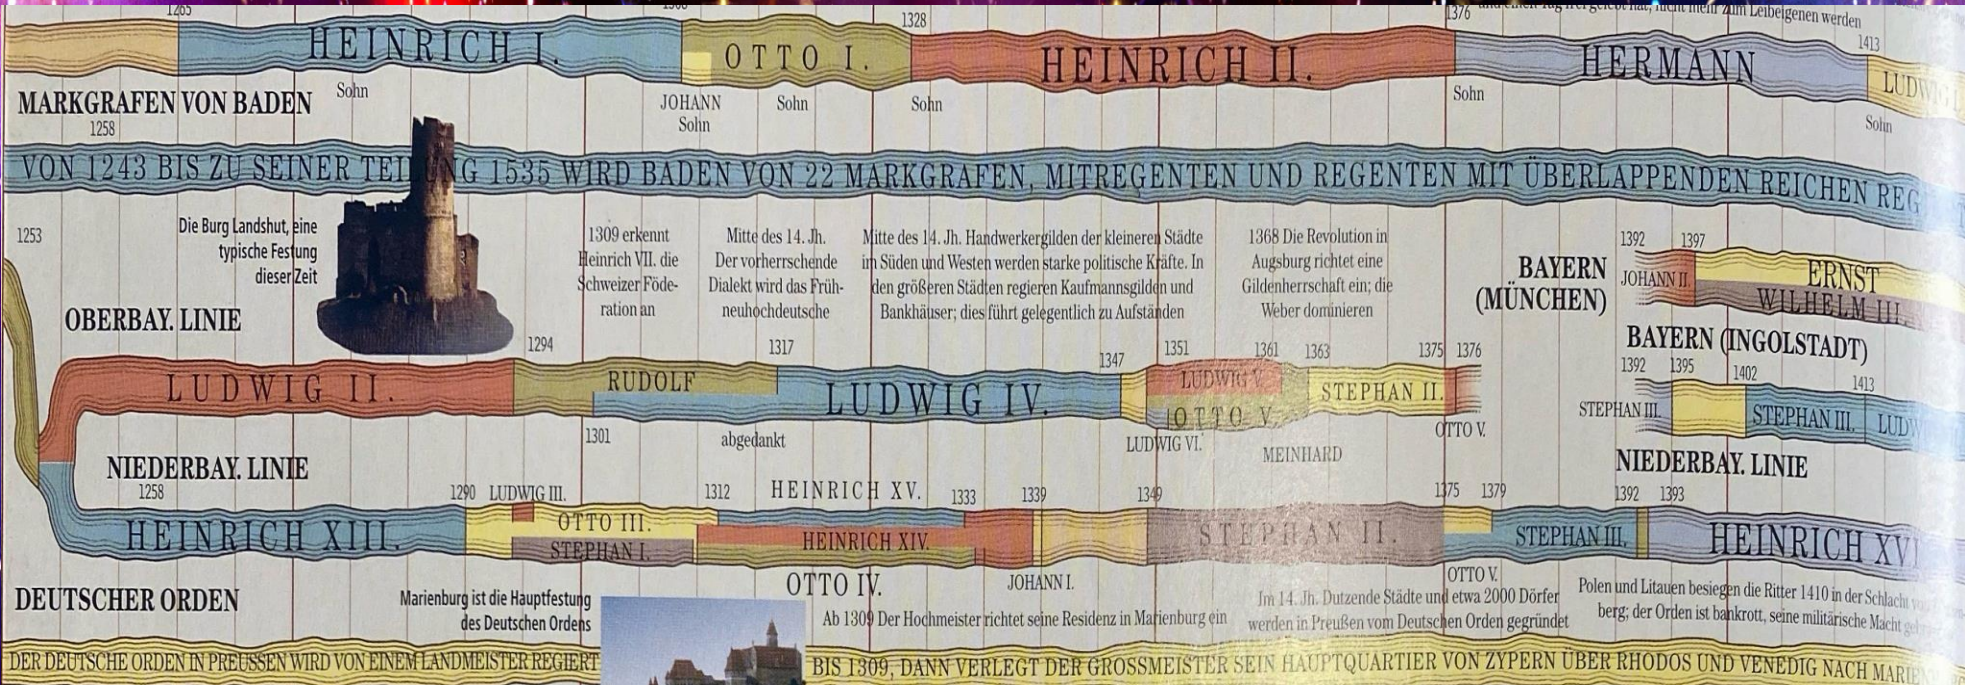 1265
1328
1376
zum Leibeigenen werden
1413
HEINRICH I.
OTTO I.
HEINRICH II.
HERMANN
LUDWIG I.
Sohn
JOHANN
Sohn
Sohn
Sohn
Sohn
Sohn
MARKGRAFEN VON BADEN
1258
VON 1243 BIS ZU SEINER TEILUNG 1535 WIRD BADEN VON 22 MARKGRAFEN, MITREGENTEN UND REGENTEN MIT ÜBERLAPPENDEN REICHEN REG
1253
Die Burg Landshut, eine
typische Festung
dieser Zeit
1309 erkennt
Heinrich VII. die
Schweizer Föde-
ration an
Mitte des 14. Jh.
Der vorherrschende
Dialekt wird das Früh-
neuhochdeutsche
Mitte des 14. Jh. Handwerkergilden der kleineren Städte
im Süden und Westen werden starke politische Kräfte. In
den größeren Städten regieren Kaufmannsgilden und
Bankhäuser; dies führt gelegentlich zu Aufständen
1368 Die Revolution in
Augsburg richtet eine
Gildenherrschaft ein; die
Weber dominieren
BAYERN
(MÜNCHEN)
1392
1397
JOHANN II.
ERNST
WILHELM III.
BAYERN (INGOLSTADT)
1392
1395
1402
1413
STEPHAN III.
STEPHAN III.
LUDW
OBERBAY. LINIE
1294
1317
1347
1351
1361
1363
1375
1376
LUDWIG II.
RUDOLF
LUDWIG IV.
LUDWIG V.
OTTO V.
STEPHAN II.
1301
abgedankt
LUDWIG VI.
MEINHARD
OTTO V.
NIEDERBAY. LINIE
1258
1290
LUDWIG III.
1312
HEINRICH XV.
1333
1339
1349
1375
1379
NIEDERBAY. LINIE
1392
1393
HEINRICH XIII.
OTTO III.
STEPHAN I.
HEINRICH XIV.
STEPHAN II.
STEPHAN III.
HEINRICH XVI
OTTO IV.
JOHANN I.
OTTO V.
DEUTSCHER ORDEN
Marienburg ist die Hauptfestung
des Deutschen Ordens
Ab 1309 Der Hochmeister richtet seine Residenz in Marienburg ein
Im 14. Jh. Dutzende Städte und etwa 2000 Dörfer
werden in Preußen vom Deutschen Orden gegründet
Polen und Litauen besiegen die Ritter 1410 in der Schlacht
berg; der Orden ist bankrott, seine militärische Macht
DER DEUTSCHE ORDEN IN PREUSSEN WIRD VON EINEM LANDMEISTER REGIERT
BIS 1309, DANN VERLEGT DER GROSSMEISTER SEIN HAUPTQUARTIER VON ZYPERN ÜBER RHODOS UND VENEDIG NACH MARIE